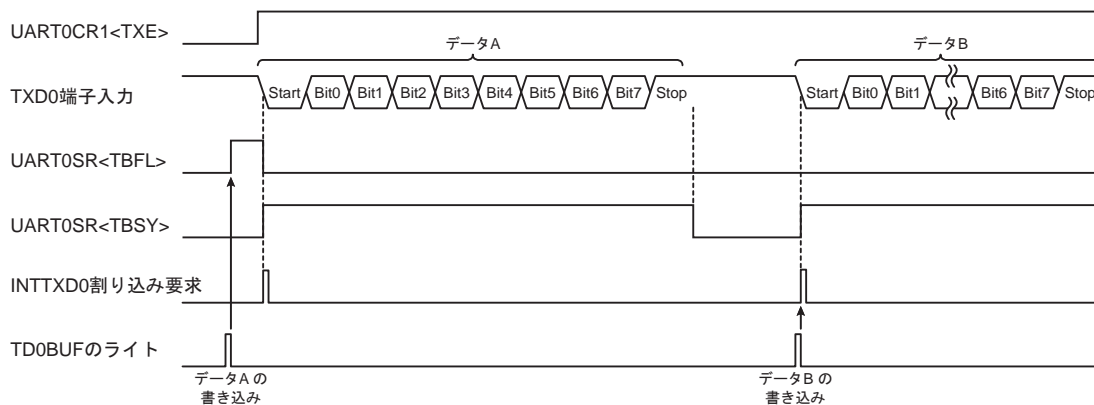 UART0CR1<TXE>
データA
データB
TXD0端子入力
Start Bit0 Bit1 Bit2 Bit3 Bit4 Bit5 Bit6 Bit7 Stop
Start Bit0 Bit1 Bit6 Bit7 Stop
UART0SR<TBFL>
UART0SR<TBSY>
INTTXD0割り込み要求
TD0BUFのライト
データA の
書き込み
データB の
書き込み